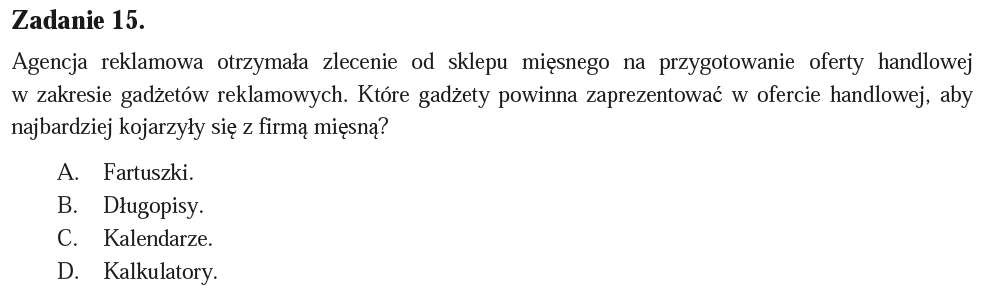 Zadanie 15.
Agencja reklamowa otrzymała zlecenie od sklepu mięsnego na przygotowanie oferty handlowej
w zakresie gadżetów reklamowych. Które gadżety powinna zaprezentować w ofercie handlowej, aby
najbardziej kojarzyły się z firmą mięsną?
A. Fartuszki.
B. Długopisy.
C. Kalendarze.
D. Kalkulatory.